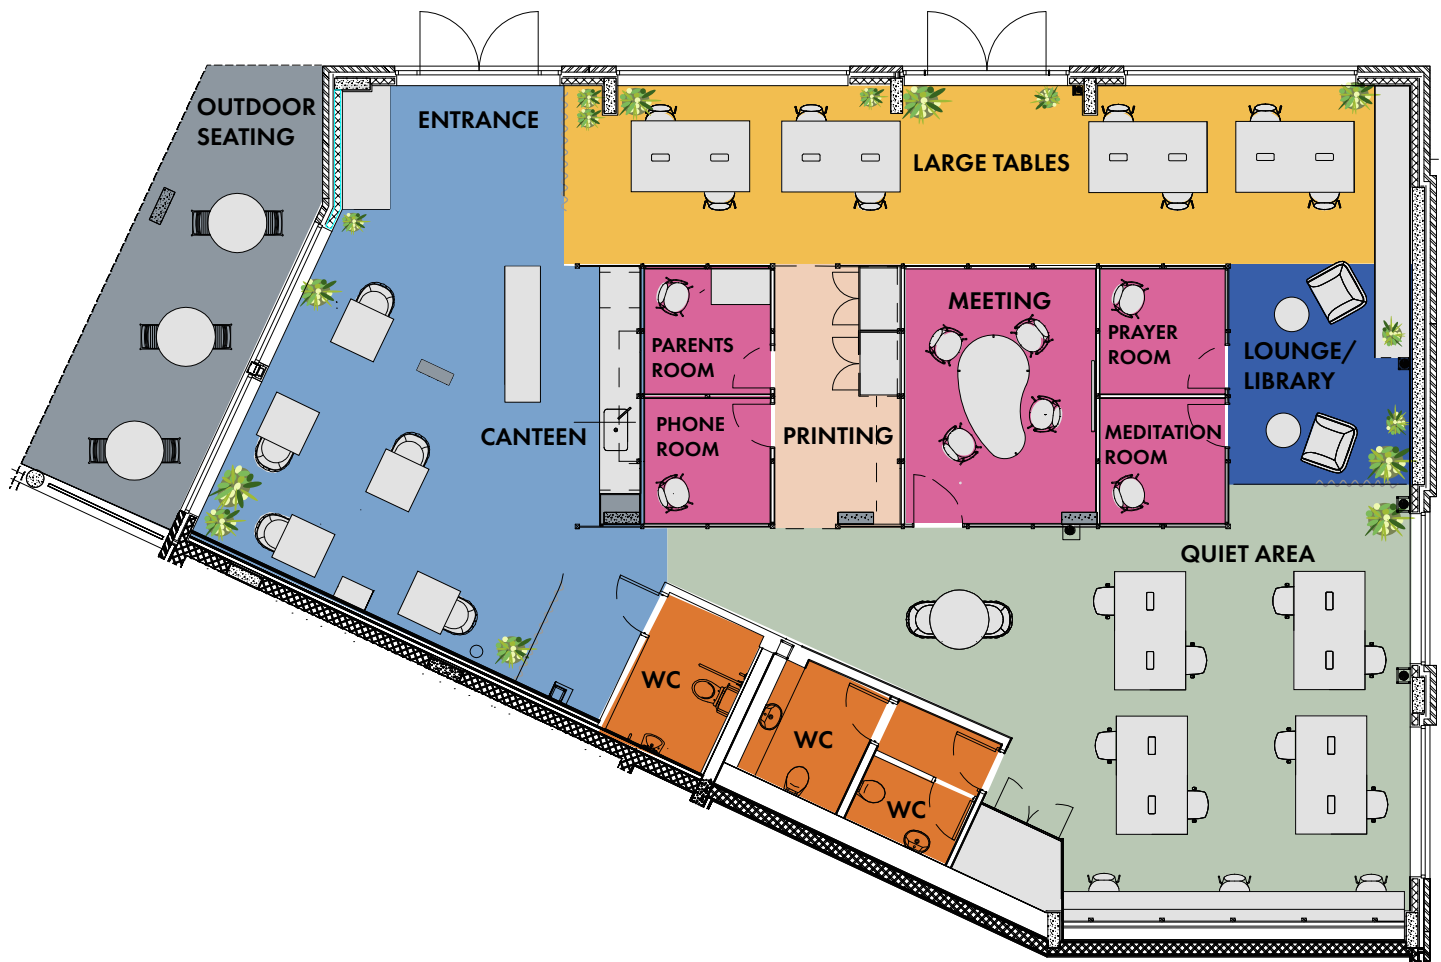 OUTDOOR
SEATING
ENTRANCE
LARGE TABLES
PARENTS
ROOM
PHONE
ROOM
CANTEEN
PRINTING
MEETING
PRAYER
ROOM
MEDITATION
ROOM
LOUNGE/
LIBRARY
QUIET AREA
WC
WC
WC